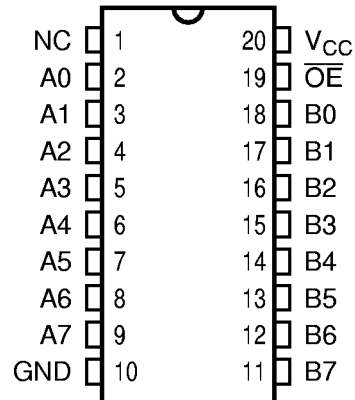 NC 1 20 VCC
A0 2 19 OE
A1 3 18 B0
A2 4 17 B1
A3 5 16 B2
A4 6 15 B3
A5 7 14 B4
A6 8 13 B5
A7 9 12 B6
GND 10 11 B7